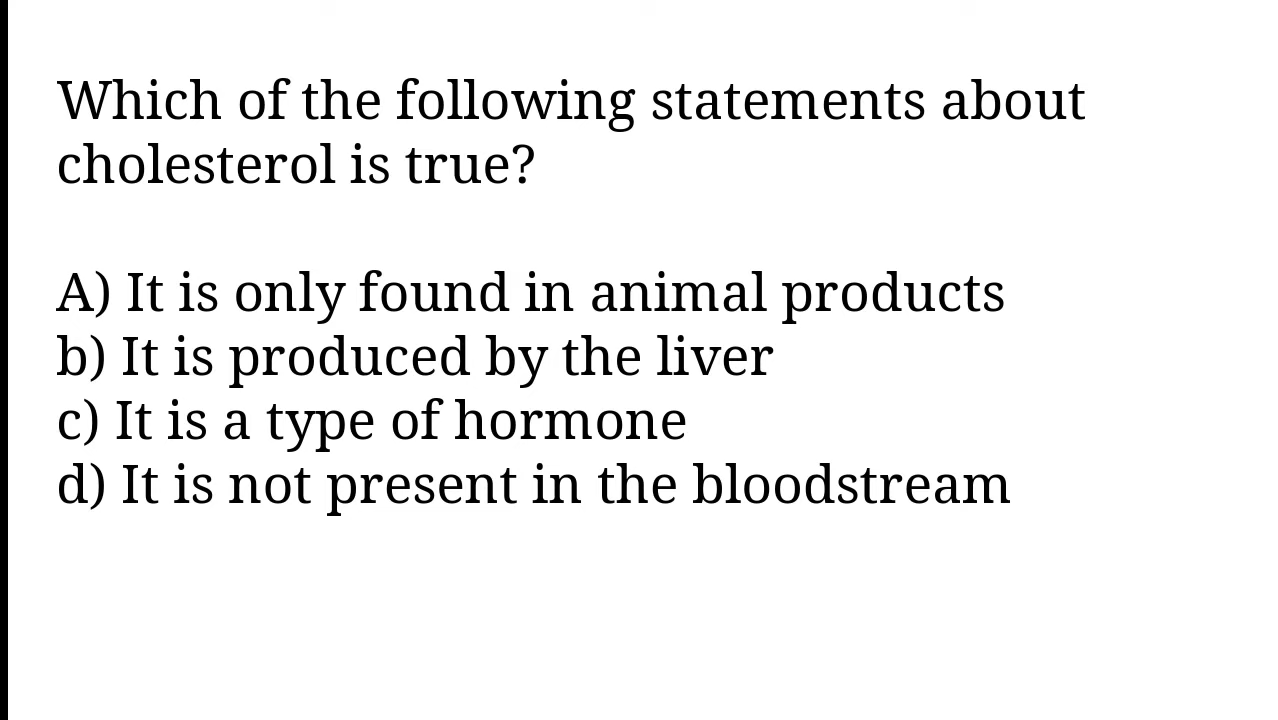 Which of the following statements about
cholesterol is true?
A) It is only found in animal products
b) It is produced by the liver
c) It is a type of hormone
d) It is not present in the bloodstream